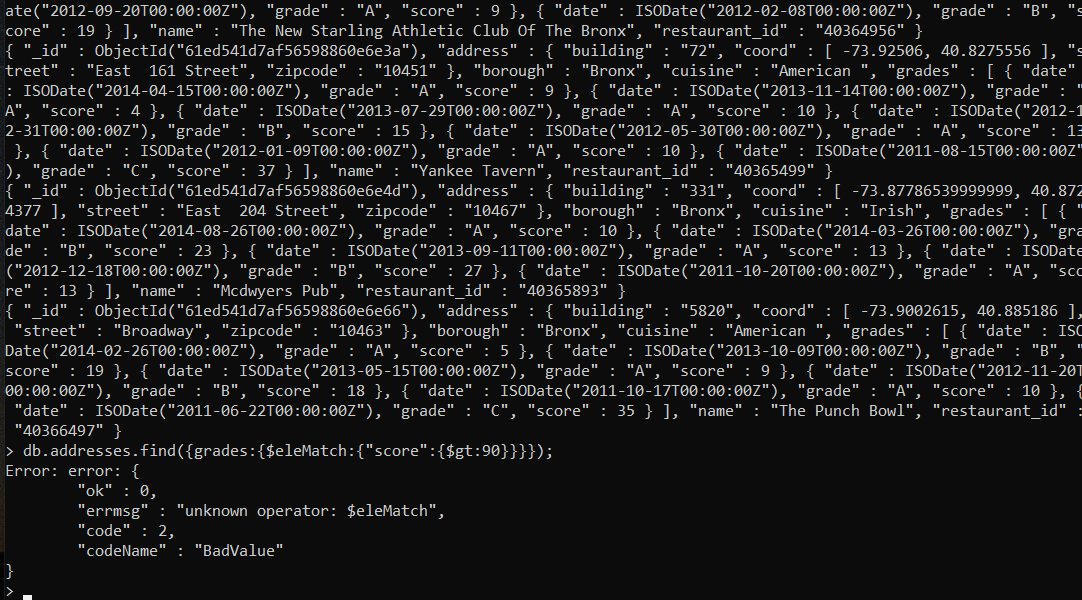 ate("2012-09-20T00:00:00Z"), "grade" : "A", "score" : 9 }, { "date" : ISODate("2012-02-08T00:00:00Z"), "grade" : "B", "s
core" : 19 } ], "name" : "The New Starling Athletic Club Of The Bronx", "restaurant_id" : "40364956" }
{ "_id" : ObjectId("61ed541d7af56598860e6e3a"), "address" : { "building" : "72", "coord" : [ -73.92506, 40.8275556 ], "s
treet" : "East  161 Street", "zipcode" : "10451" }, "borough" : "Bronx", "cuisine" : "American ", "grades" : [ { "date"
: ISODate("2014-04-15T00:00:00Z"), "grade" : "A", "score" : 9 }, { "date" : ISODate("2013-11-14T00:00:00Z"), "grade" : "
A", "score" : 4 }, { "date" : ISODate("2013-07-29T00:00:00Z"), "grade" : "A", "score" : 10 }, { "date" : ISODate("2012-1
2-31T00:00:00Z"), "grade" : "B", "score" : 15 }, { "date" : ISODate("2012-05-30T00:00:00Z"), "grade" : "A", "score" : 13
 }, { "date" : ISODate("2012-01-09T00:00:00Z"), "grade" : "A", "score" : 10 }, { "date" : ISODate("2011-08-15T00:00:00Z"
), "grade" : "C", "score" : 37 } ], "name" : "Yankee Tavern", "restaurant_id" : "40365499" }
{ "_id" : ObjectId("61ed541d7af56598860e6e4d"), "address" : { "building" : "331", "coord" : [ -73.87786539999999, 40.872
4377 ], "street" : "East  204 Street", "zipcode" : "10467" }, "borough" : "Bronx", "cuisine" : "Irish", "grades" : [ { "
date" : ISODate("2014-08-26T00:00:00Z"), "grade" : "A", "score" : 10 }, { "date" : ISODate("2014-03-26T00:00:00Z"), "gra
de" : "B", "score" : 23 }, { "date" : ISODate("2013-09-11T00:00:00Z"), "grade" : "A", "score" : 13 }, { "date" : ISODate
("2012-12-18T00:00:00Z"), "grade" : "B", "score" : 27 }, { "date" : ISODate("2011-10-20T00:00:00Z"), "grade" : "A", "sco
re" : 13 } ], "name" : "Mcdwyers Pub", "restaurant_id" : "40365893" }
{ "_id" : ObjectId("61ed541d7af56598860e6e66"), "address" : { "building" : "5820", "coord" : [ -73.9002615, 40.885186 ],
 "street" : "Broadway", "zipcode" : "10463" }, "borough" : "Bronx", "cuisine" : "American ", "grades" : [ { "date" : ISO
Date("2014-02-26T00:00:00Z"), "grade" : "A", "score" : 5 }, { "date" : ISODate("2013-10-09T00:00:00Z"), "grade" : "B", "
score" : 19 }, { "date" : ISODate("2013-05-15T00:00:00Z"), "grade" : "A", "score" : 9 }, { "date" : ISODate("2012-11-20T
00:00:00Z"), "grade" : "B", "score" : 18 }, { "date" : ISODate("2011-10-17T00:00:00Z"), "grade" : "A", "score" : 10 }, {
 "date" : ISODate("2011-06-22T00:00:00Z"), "grade" : "C", "score" : 35 } ], "name" : "The Punch Bowl", "restaurant_id" :
 "40366497" }
> db.addresses.find({grades:{$eleMatch:{"score":{$gt:90}}}});
Error: error: {
        "ok" : 0,
        "errmsg" : "unknown operator: $eleMatch",
        "code" : 2,
        "codeName" : "BadValue"
}
>